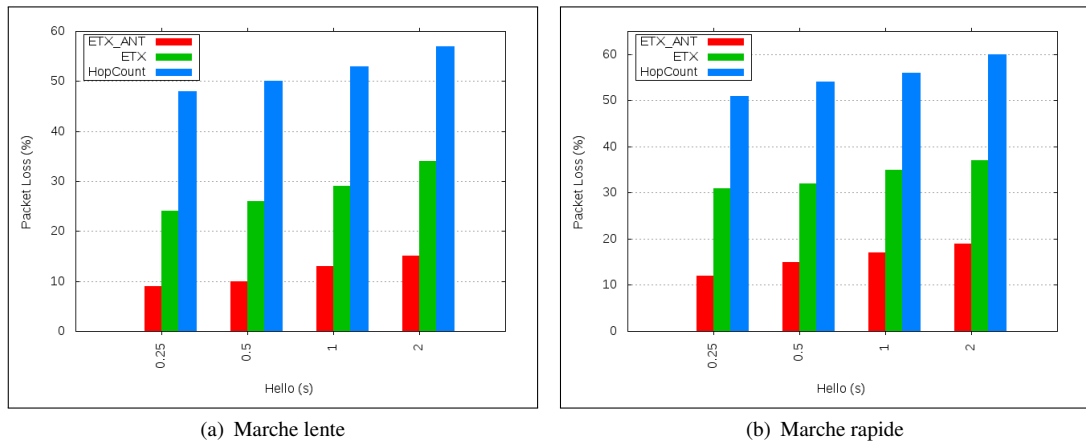 60
50
40
30
20
10
0
Packet Loss (%)
ETX_ANT
ETX
HopCount
0.25
0.5
1
2
Hello (s)
(a) Marche lente
60
50
40
30
20
10
0
Packet Loss (%)
ETX_ANT
ETX
HopCount
0.25
0.5
1
2
Hello (s)
(b) Marche rapide